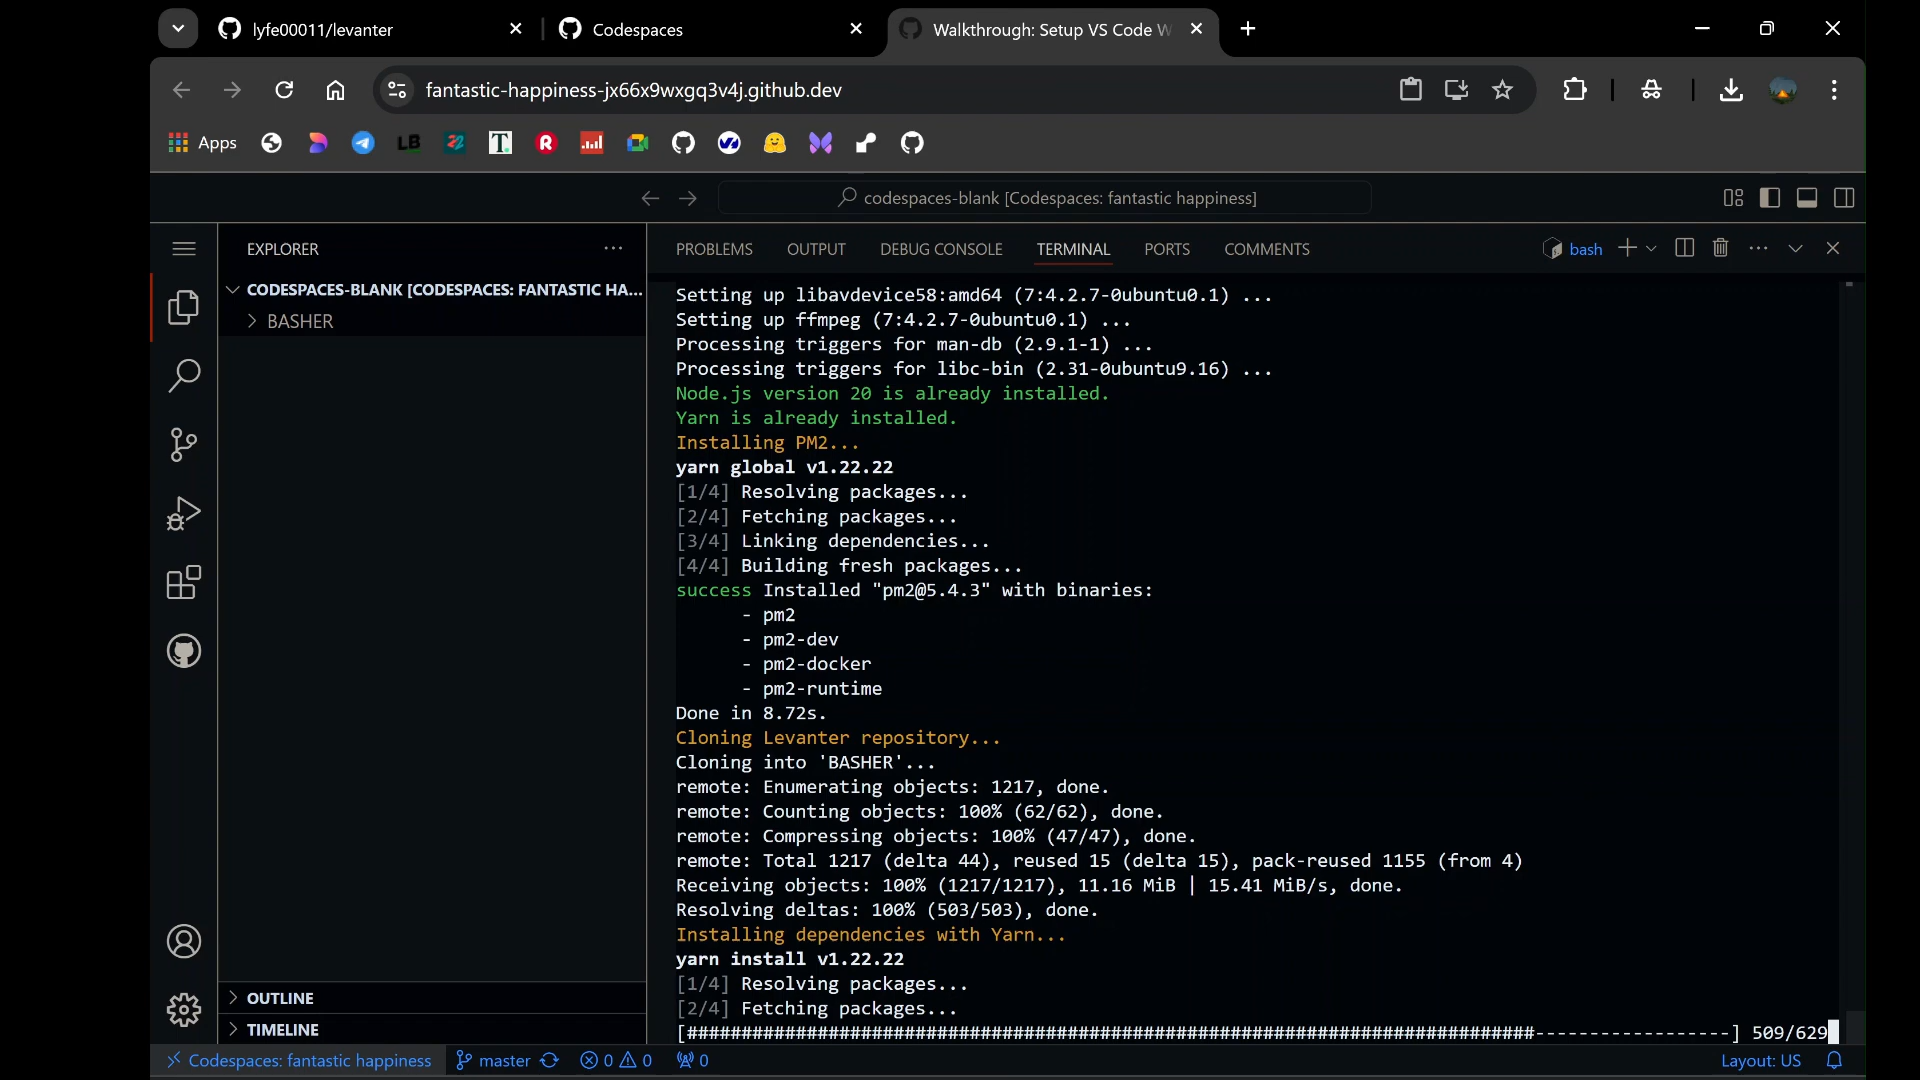 lyfe00011/levanter
Codespaces
Walkthrough: Setup VS Code W
fantastic-happiness-jx66x9wxgq3v4j.github.dev
Apps
LB
22
T.
R
codespaces-blank [Codespaces: fantastic happiness]
EXPLORER
CODESPACES-BLANK [CODESPACES: FANTASTIC HA...
BASHER
OUTLINE
TIMELINE
PROBLEMS OUTPUT DEBUG CONSOLE TERMINAL PORTS COMMENTS
bash
Setting up libavdevice58:amd64 (7:4.2.7-0ubuntu0.1) ...
Setting up ffmpeg (7:4.2.7-0ubuntu0.1) ...
Processing triggers for man-db (2.9.1-1) ...
Processing triggers for libc-bin (2.31-0ubuntu9.16) ...
Node.js version 20 is already installed.
Yarn is already installed.
Installing PM2...
yarn global v1.22.22
[1/4] Resolving packages...
[2/4] Fetching packages...
[3/4] Linking dependencies...
[4/4] Building fresh packages...
success Installed "pm2@5.4.3" with binaries:
- pm2
- pm2-dev
- pm2-docker
- pm2-runtime
Done in 8.72s.
Cloning Levanter repository...
Cloning into 'BASHER'...
remote: Enumerating objects: 1217, done.
remote: Counting objects: 100% (62/62), done.
remote: Compressing objects: 100% (47/47), done.
remote: Total 1217 (delta 44), reused 15 (delta 15), pack-reused 1155 (from 4)
Receiving objects: 100% (1217/1217), 11.16 MiB | 15.41 MiB/s, done.
Resolving deltas: 100% (503/503), done.
Installing dependencies with Yarn...
yarn install v1.22.22
[1/4] Resolving packages...
[2/4] Fetching packages...
[##############################################################################------------------] 509/629
Codespaces: fantastic happiness master 0 0 0 Layout: US